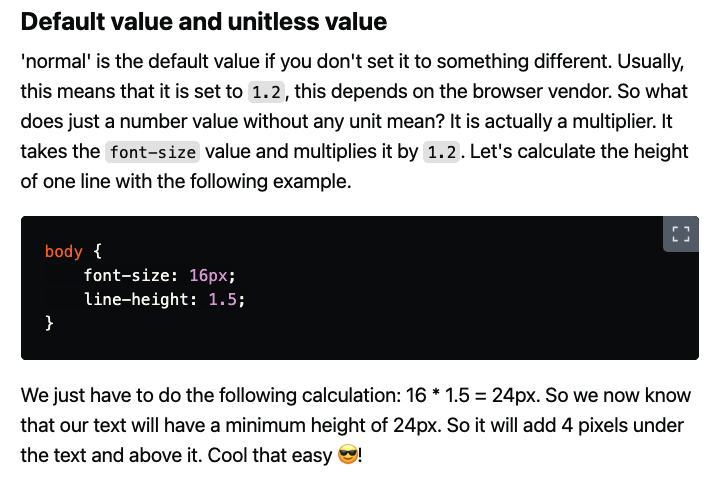 Default value and unitless value
'normal' is the default value if you don't set it to something different. Usually,
this means that it is set to 1.2, this depends on the browser vendor. So what
does just a number value without any unit mean? It is actually a multiplier. It
takes the font-size value and multiplies it by 1.2. Let's calculate the height
of one line with the following example.
body {
    font-size: 16px;
    line-height: 1.5;
}
We just have to do the following calculation: 16 * 1.5 = 24px. So we now know
that our text will have a minimum height of 24px. So it will add 4 pixels under
the text and above it. Cool that easy 😎!